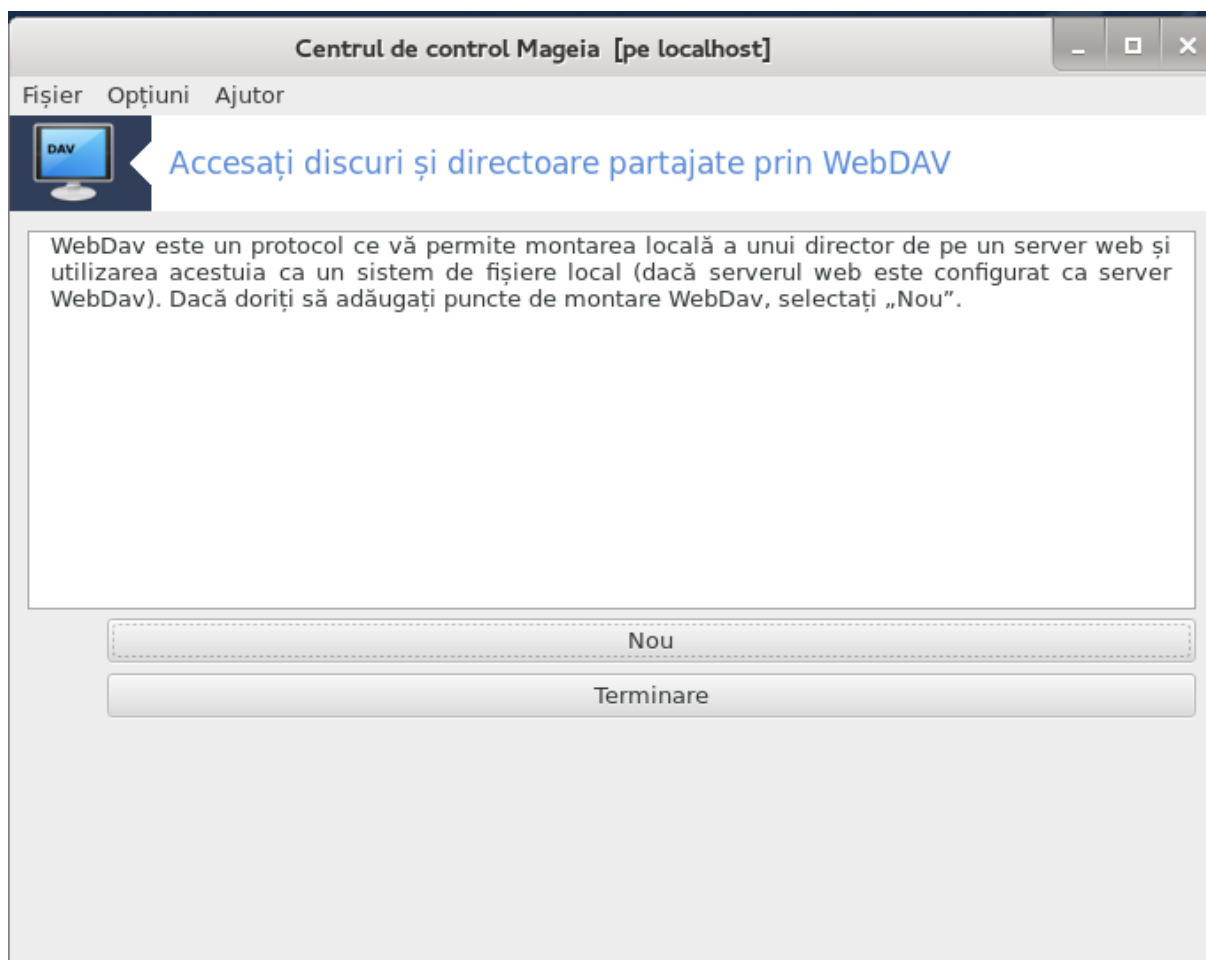 Centrul de control Mageia [pe localhost]
Fișier Opțiuni Ajutor
DAV
Accesați discuri și directoare partajate prin WebDAV
WebDav este un protocol ce vă permite montarea locală a unui director de pe un server web și
utilizarea acestuia ca un sistem de fișiere local (dacă serverul web este configurat ca server
WebDav). Dacă doriți să adăugați puncte de montare WebDav, selectați „Nou”.
Nou
Terminare